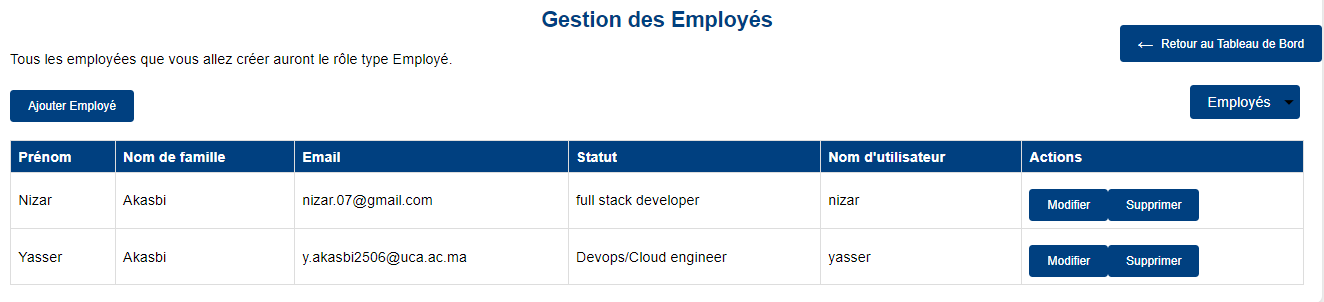 Gestion des Employés
← Retour au Tableau de Bord
Tous les employées que vous allez créer auront le rôle type Employé.
Ajouter Employé
Employés
Prénom Nom de famille Email Statut Nom d'utilisateur Actions
Nizar Akasbi nizar.07@gmail.com full stack developer nizar Modifier Supprimer
Yasser Akasbi y.akasbi2506@uca.ac.ma Devops/Cloud engineer yasser Modifier Supprimer